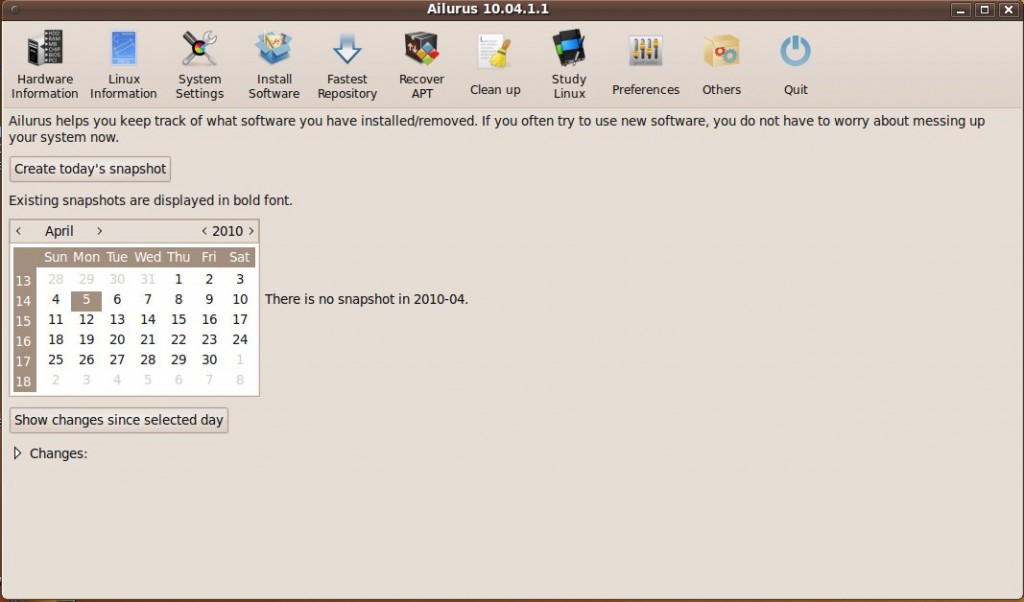 Ailurus 10.04.1.1
HDD
RAM
MB
CHIP
BIOS
PCI
Hardware
Information
Linux
Information
System
Settings
Install
Software
Fastest
Repository
Recover
APT
Clean up
Study
Linux
Preferences
Others
Quit
Ailurus helps you keep track of what software you have installed/removed. If you often try to use new software, you do not have to worry about messing up
your system now.
Create today's snapshot
Existing snapshots are displayed in bold font.
< April > < 2010 >
Sun Mon Tue Wed Thu Fri Sat
13 28 29 30 31 1 2 3
14 4 5 6 7 8 9 10
15 11 12 13 14 15 16 17
16 18 19 20 21 22 23 24
17 25 26 27 28 29 30 1
18 2 3 4 5 6 7 8
There is no snapshot in 2010-04.
Show changes since selected day
Changes: